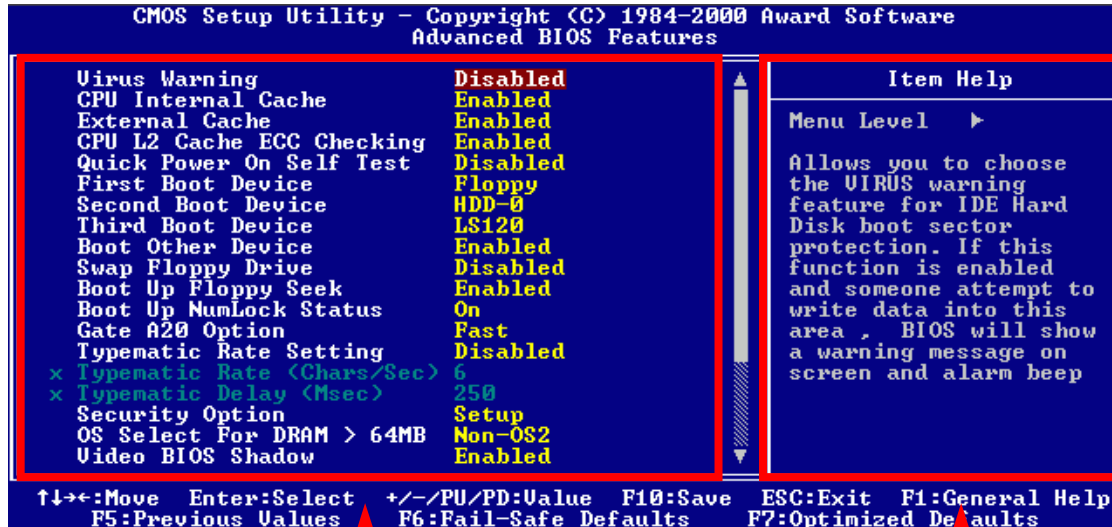 CMOS Setup Utility - Copyright (C) 1984-2000 Award Software
Advanced BIOS Features
Virus Warning Disabled
CPU Internal Cache Enabled
External Cache Enabled
CPU L2 Cache ECC Checking Enabled
Quick Power On Self Test Disabled
First Boot Device Floppy
Second Boot Device HDD-0
Third Boot Device LS120
Boot Other Device Enabled
Swap Floppy Drive Disabled
Boot Up Floppy Seek Enabled
Boot Up NumLock Status On
Gate A20 Option Fast
Typematic Rate Setting Disabled
x Typematic Rate (Chars/Sec) 6
x Typematic Delay (Msec) 250
Security Option Setup
OS Select For DRAM > 64MB Non-OS2
Video BIOS Shadow Enabled
Item Help
Menu Level ►
Allows you to choose
the VIRUS warning
feature for IDE Hard
Disk boot sector
protection. If this
function is enabled
and someone attempt to
write data into this
area , BIOS will show
a warning message on
screen and alarm beep
↑↓→←:Move Enter:Select +/-/PU/PD:Value F10:Save ESC:Exit F1:General Help
F5:Previous Values F6:Fail-Safe Defaults F7:Optimized Defaults